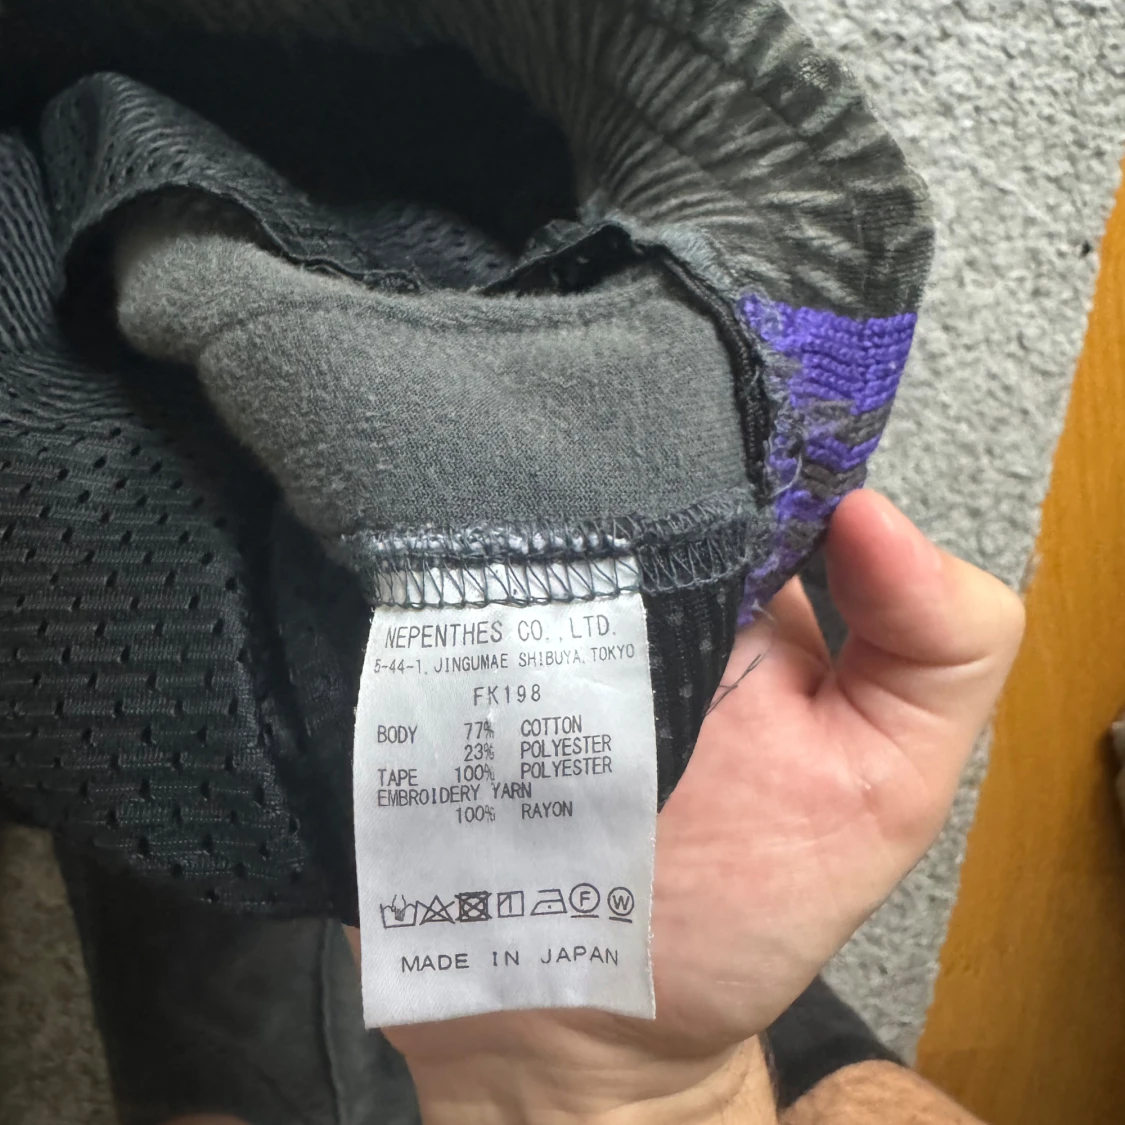 NEPENTHES CO., LTD.
5-44-1, JINGUMAE SHIBUYA, TOKYO
FK198
BODY 77% COTTON
23% POLYESTER
TAPE 100% POLYESTER
EMBROIDERY YARN
100% RAYON
F W
MADE IN JAPAN